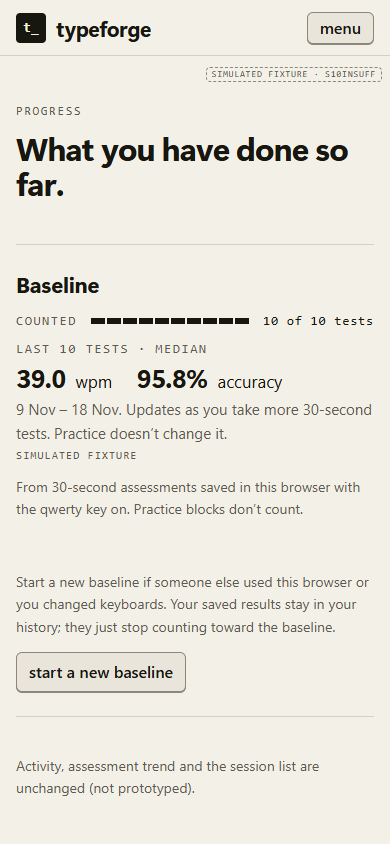 t_ typeforge menu
SIMULATED FIXTURE · S10INSUFF
PROGRESS
What you have done so
far.
Baseline
COUNTED 10 of 10 tests
LAST 10 TESTS · MEDIAN
39.0 wpm 95.8% accuracy
9 Nov – 18 Nov. Updates as you take more 30-second
tests. Practice doesn’t change it.
SIMULATED FIXTURE
From 30-second assessments saved in this browser with
the qwerty key on. Practice blocks don’t count.
Start a new baseline if someone else used this browser or
you changed keyboards. Your saved results stay in your
history; they just stop counting toward the baseline.
start a new baseline
Activity, assessment trend and the session list are
unchanged (not prototyped).